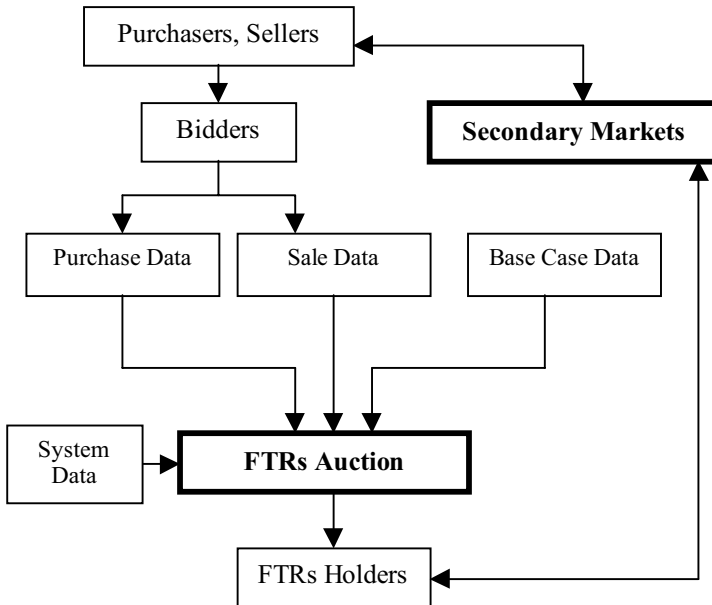 Purchasers, Sellers
Bidders
Secondary Markets
Purchase Data
Sale Data
Base Case Data
System
Data
FTRs Auction
FTRs Holders